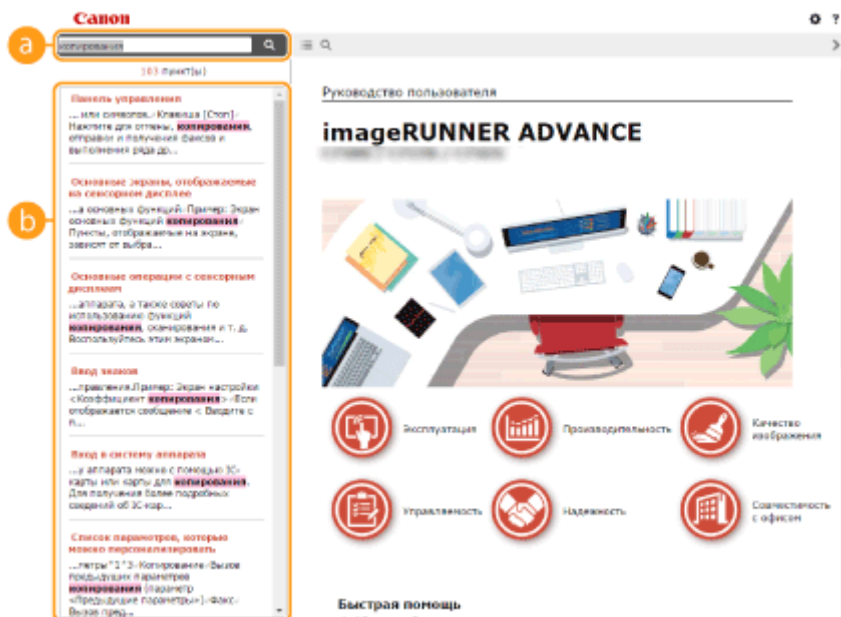 Canon
?
a
копирования
103 пункт(ы)
b
Панель управления
... или символов. Клавиша [Стоп]
Нажмите для отмены, копирования,
отправки и получения факсов и
выполнения ряда др...
Основные экраны, отображаемые
на сенсорном дисплее
...а основных функций Пример: Экран
основных функций копирования
Пункты, отображаемые на экране,
зависят от выбра...
Основные операции с сенсорным
дисплеем
...аппарата, а также советы по
использованию функций
копирования, сканирования и т. д.
Воспользуйтесь этим экраном...
Ввод знаков
...правления.Пример: Экран настройки
<Коэффициент копирования> Если
отображается сообщение < Введите с
п...
Вход в систему аппарата
...у аппарата можно с помощью IC-
карты или карты для копирования.
Для получения более подробных
сведений об IC-кар...
Список параметров, которые
можно персонализировать
...метры*1*3 Копирование Вызов
предыдущих параметров
копирования (параметр
<Предыдущие параметры>) Факс
Вызов пред...
Руководство пользователя
imageRUNNER ADVANCE
Эксплуатация
Производительность
Качество
изображения
Управляемость
Надежность
Совместимость
с офисом
Быстрая помощь